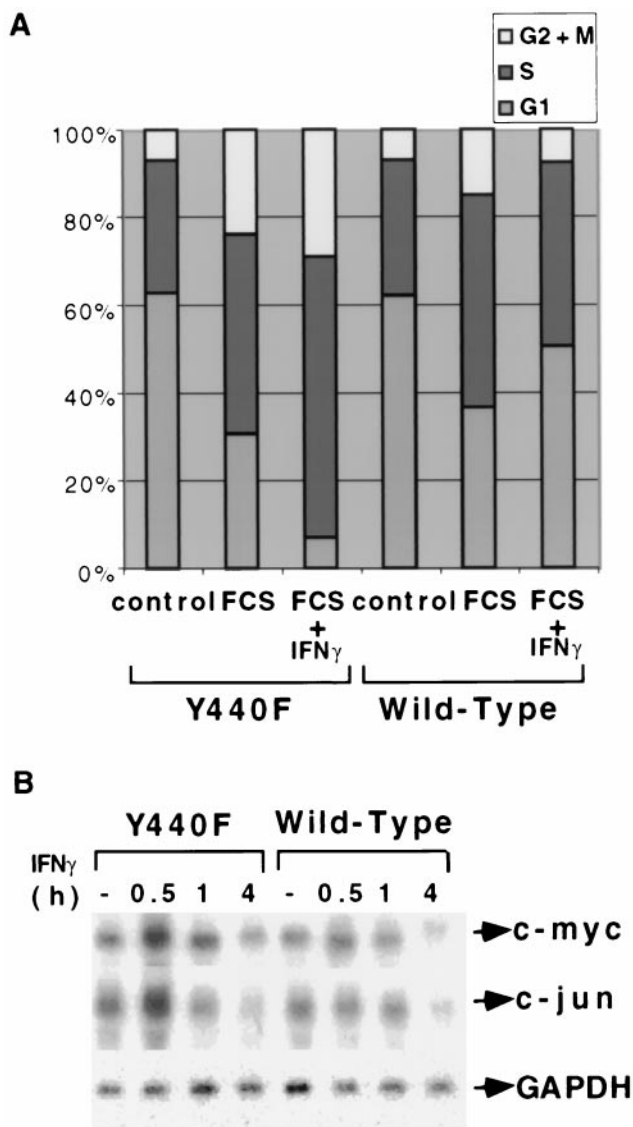 A
G2 + M
S
G1
100%
80%
60%
40%
20%
0%
control FCS FCS + IFNγ control FCS FCS + IFNγ
Y440F Wild-Type
B
Y440F Wild-Type
IFNγ
(h) - 0.5 1 4 - 0.5 1 4
c-myc
c-jun
GAPDH